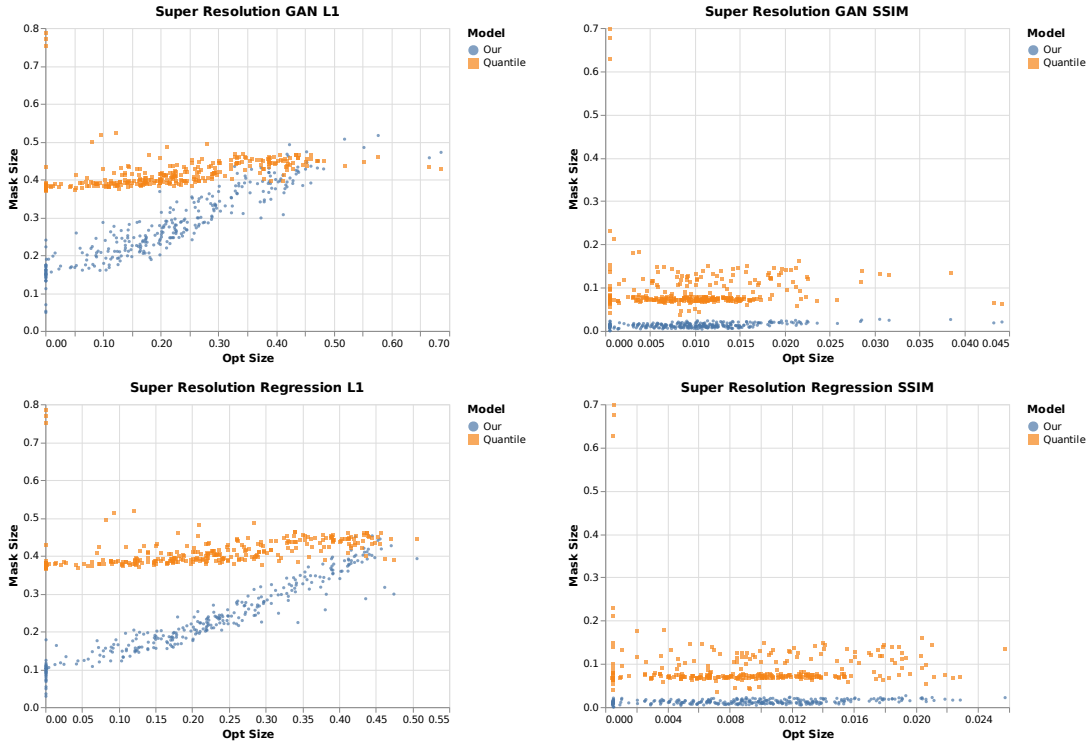 Super Resolution GAN L1
0.8
0.7
0.6
0.5
0.4
0.3
0.2
0.1
0.0
Mask Size
0.00 0.10 0.20 0.30 0.40 0.50 0.60 0.70
Opt Size
Model
Our
Quantile
Super Resolution GAN SSIM
0.7
0.6
0.5
0.4
0.3
0.2
0.1
0.0
Mask Size
0.000 0.005 0.010 0.015 0.020 0.025 0.030 0.035 0.040 0.045
Opt Size
Model
Our
Quantile
Super Resolution Regression L1
0.8
0.7
0.6
0.5
0.4
0.3
0.2
0.1
0.0
Mask Size
0.00 0.05 0.10 0.15 0.20 0.25 0.30 0.35 0.40 0.45 0.50 0.55
Opt Size
Model
Our
Quantile
Super Resolution Regression SSIM
0.7
0.6
0.5
0.4
0.3
0.2
0.1
0.0
Mask Size
0.000 0.004 0.008 0.012 0.016 0.020 0.024
Opt Size
Model
Our
Quantile